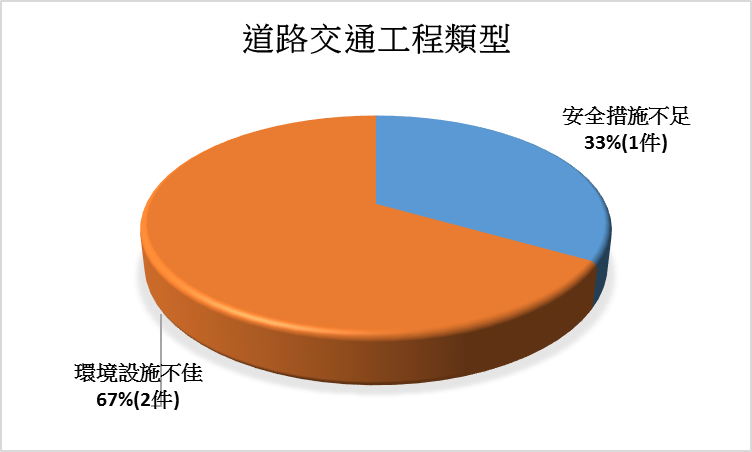 道路交通工程類型
安全措施不足
33%(1件)
環境設施不佳
67%(2件)